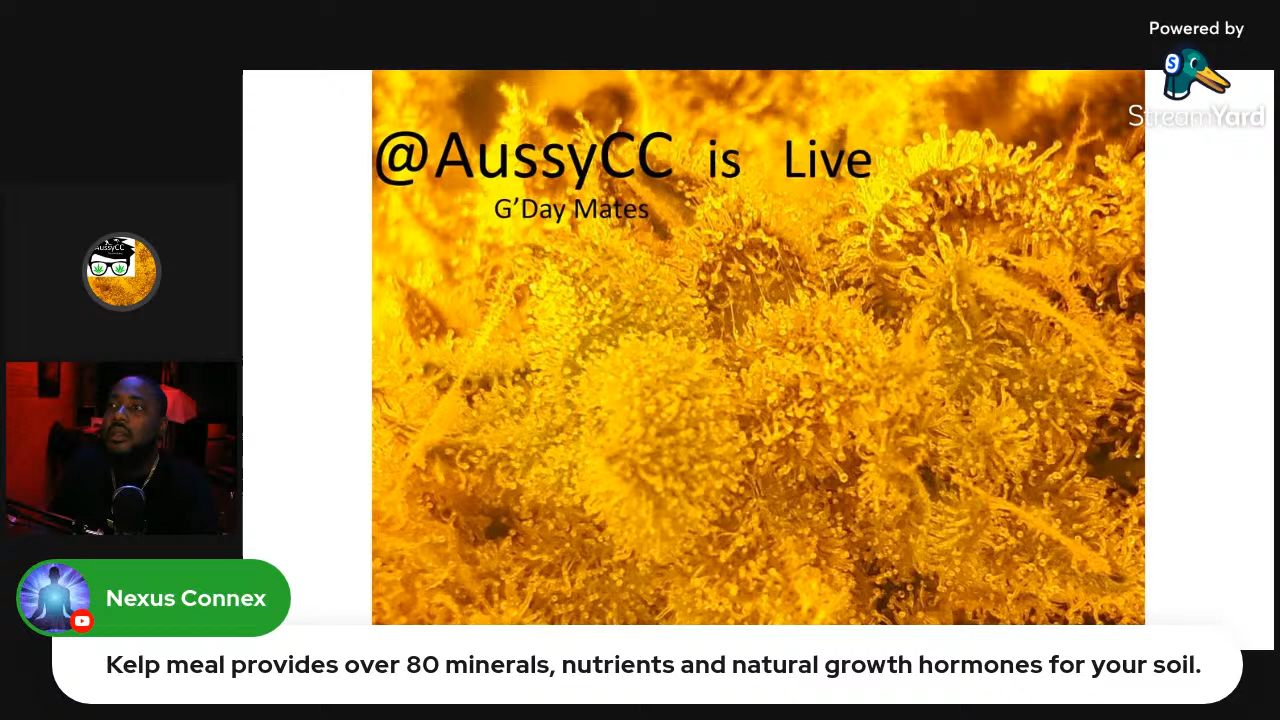 Powered by
S
StreamYard
@AussyCC is Live
G'Day Mates
AussyCC
Nexus Connex
Kelp meal provides over 80 minerals, nutrients and natural growth hormones for your soil.